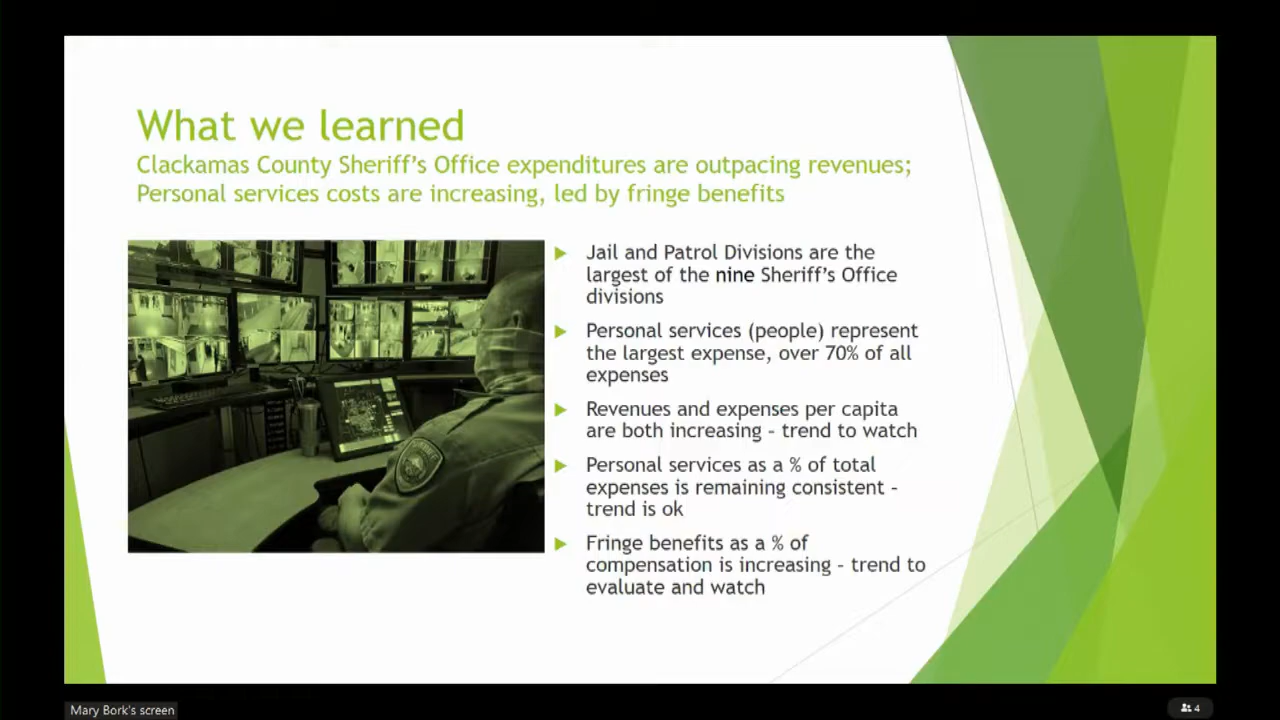 What we learned
Clackamas County Sheriff's Office expenditures are outpacing revenues;
Personal services costs are increasing, led by fringe benefits
Jail and Patrol Divisions are the
largest of the nine Sheriff's Office
divisions
Personal services (people) represent
the largest expense, over 70% of all
expenses
Revenues and expenses per capita
are both increasing - trend to watch
Personal services as a % of total
expenses is remaining consistent -
trend is ok
Fringe benefits as a % of
compensation is increasing - trend to
evaluate and watch
Mary Bork's screen
4